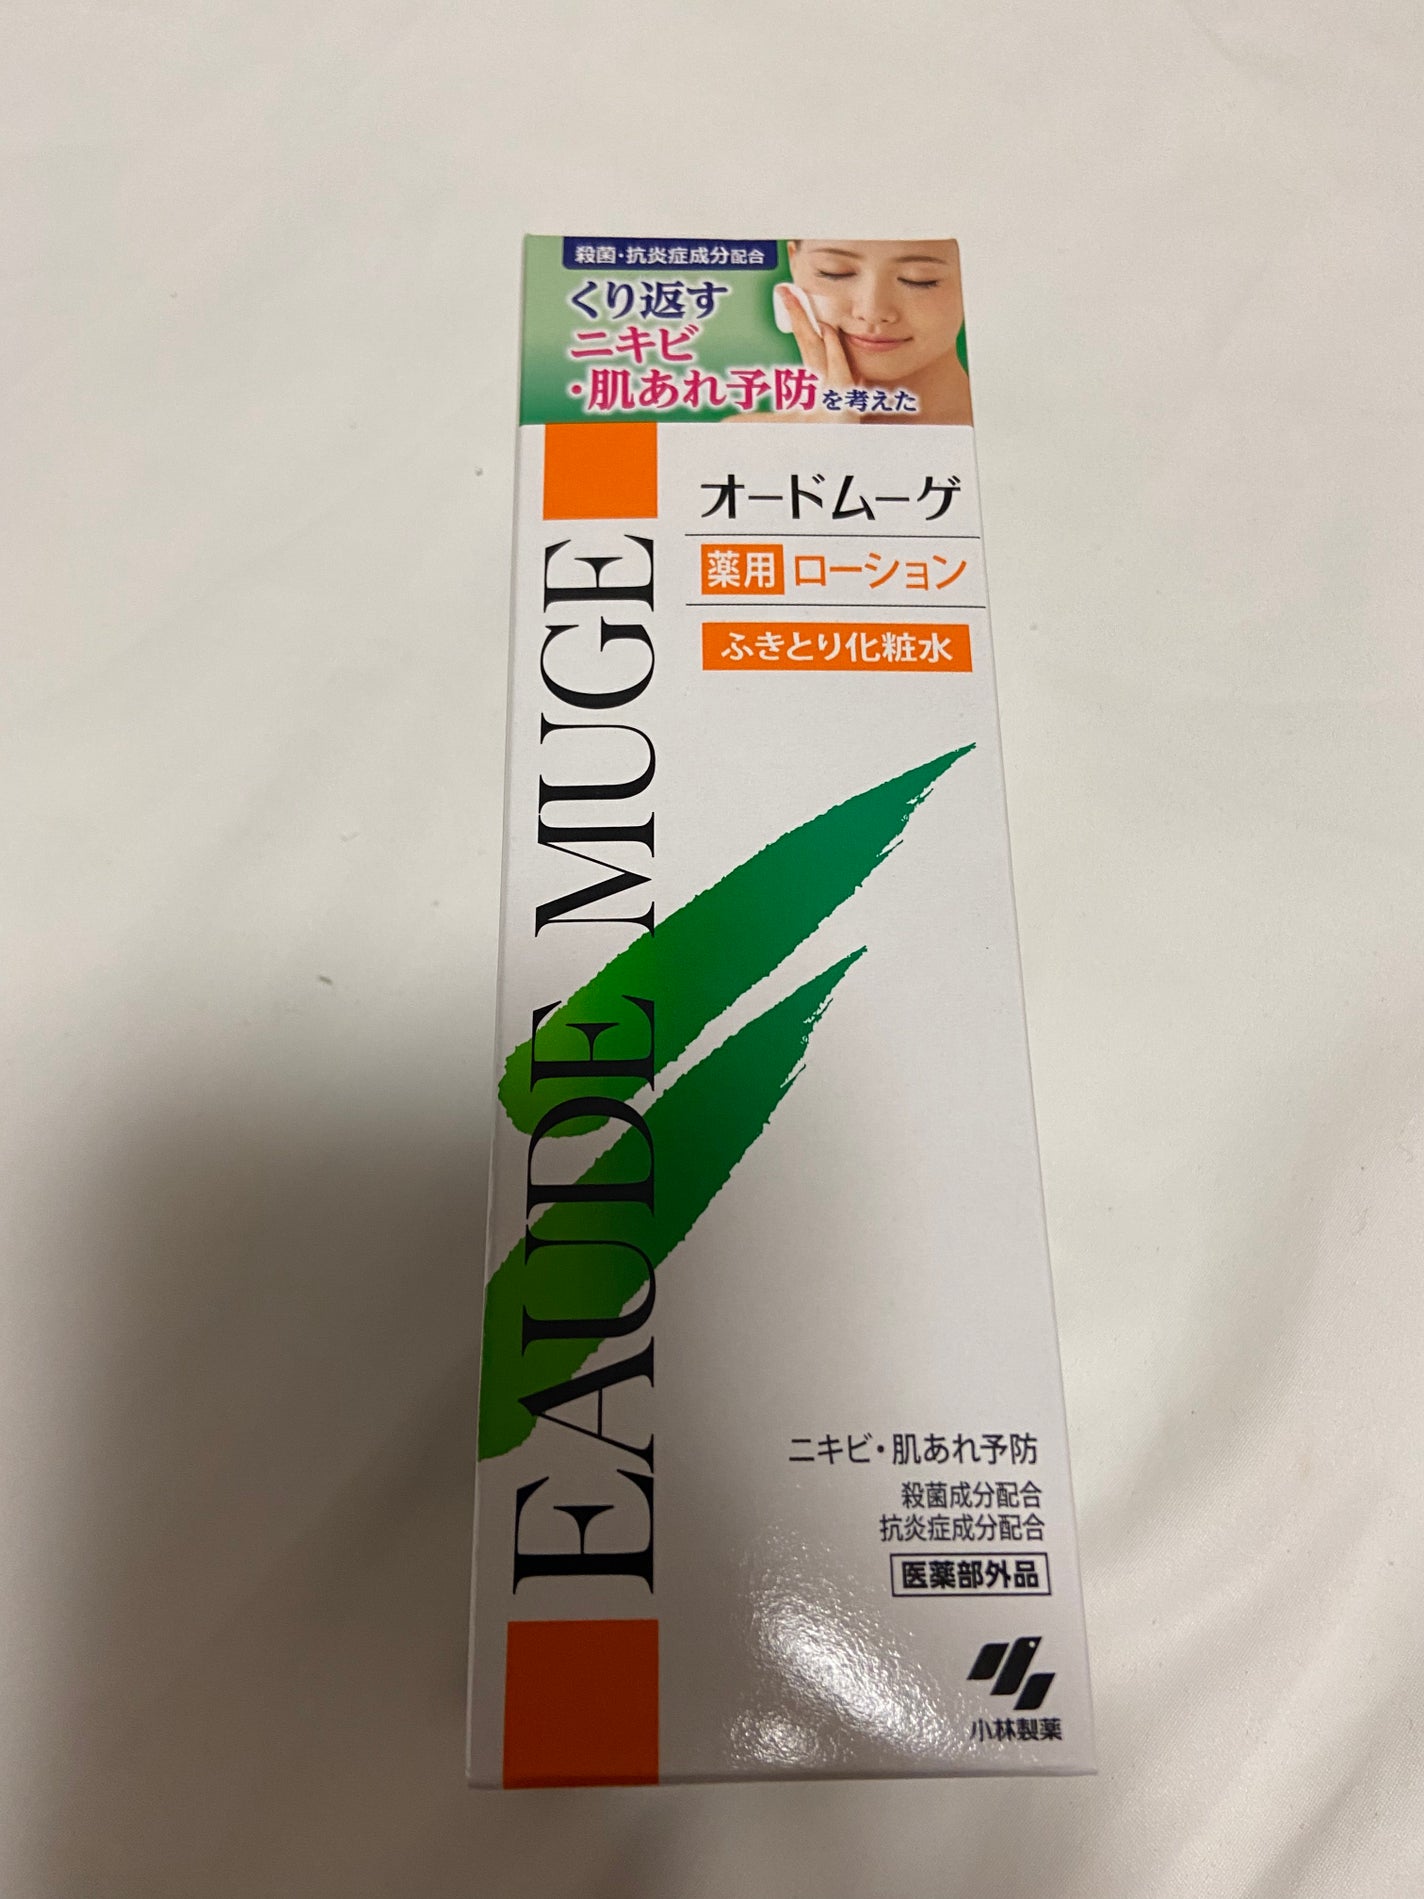 殺菌・抗炎症成分配合
くり返す
ニキビ
・肌あれ予防を考えた
オードムーゲ
薬用 ローション
ふきとり化粧水
EAUDE MUGE
ニキビ・肌あれ予防
殺菌成分配合
抗炎症成分配合
医薬部外品
小林製薬